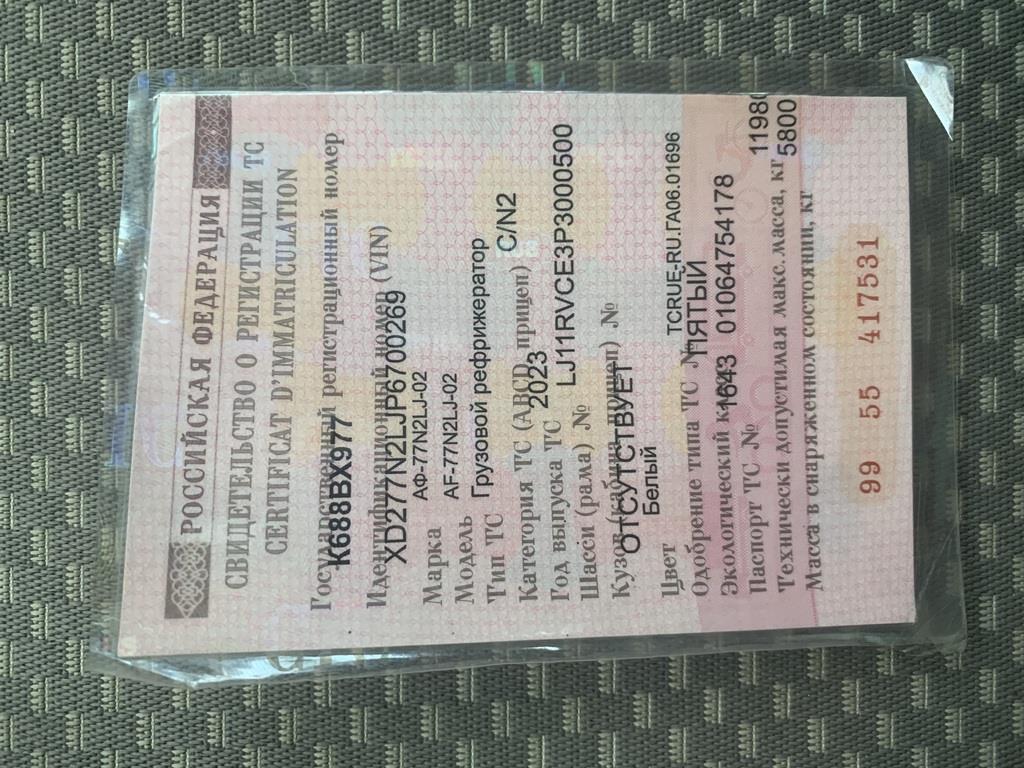 РОССИЙСКАЯ ФЕДЕРАЦИЯ
СВИДЕТЕЛЬСТВО О РЕГИСТРАЦИИ ТС
CERTIFICAT D'IMMATRICULATION
Государственный регистрационный номер
К688ВХ977
Идентификационный номер (VIN)
XD277N2LJP6700269
Марка АФ-77N2LJ-02
Модель AF-77N2LJ-02
Тип ТС Грузовой рефрижератор
Категория ТС (ABCD, прицеп) C/N2
Год выпуска ТС 2023
Шасси (рама) № LJ11RVCE3P3000500
Кузов (кабина, прицеп) №
ОТСУТСТВУЕТ
Цвет Белый
Одобрение типа ТС № ТСRUЕ-RU.ГА06.01696
Экологический класс ПЯТЫЙ
Паспорт ТС № 1643 01064754178
Технически допустимая макс. масса, кг 11980
Масса в снаряженном состоянии, кг 5800
99 55 417531